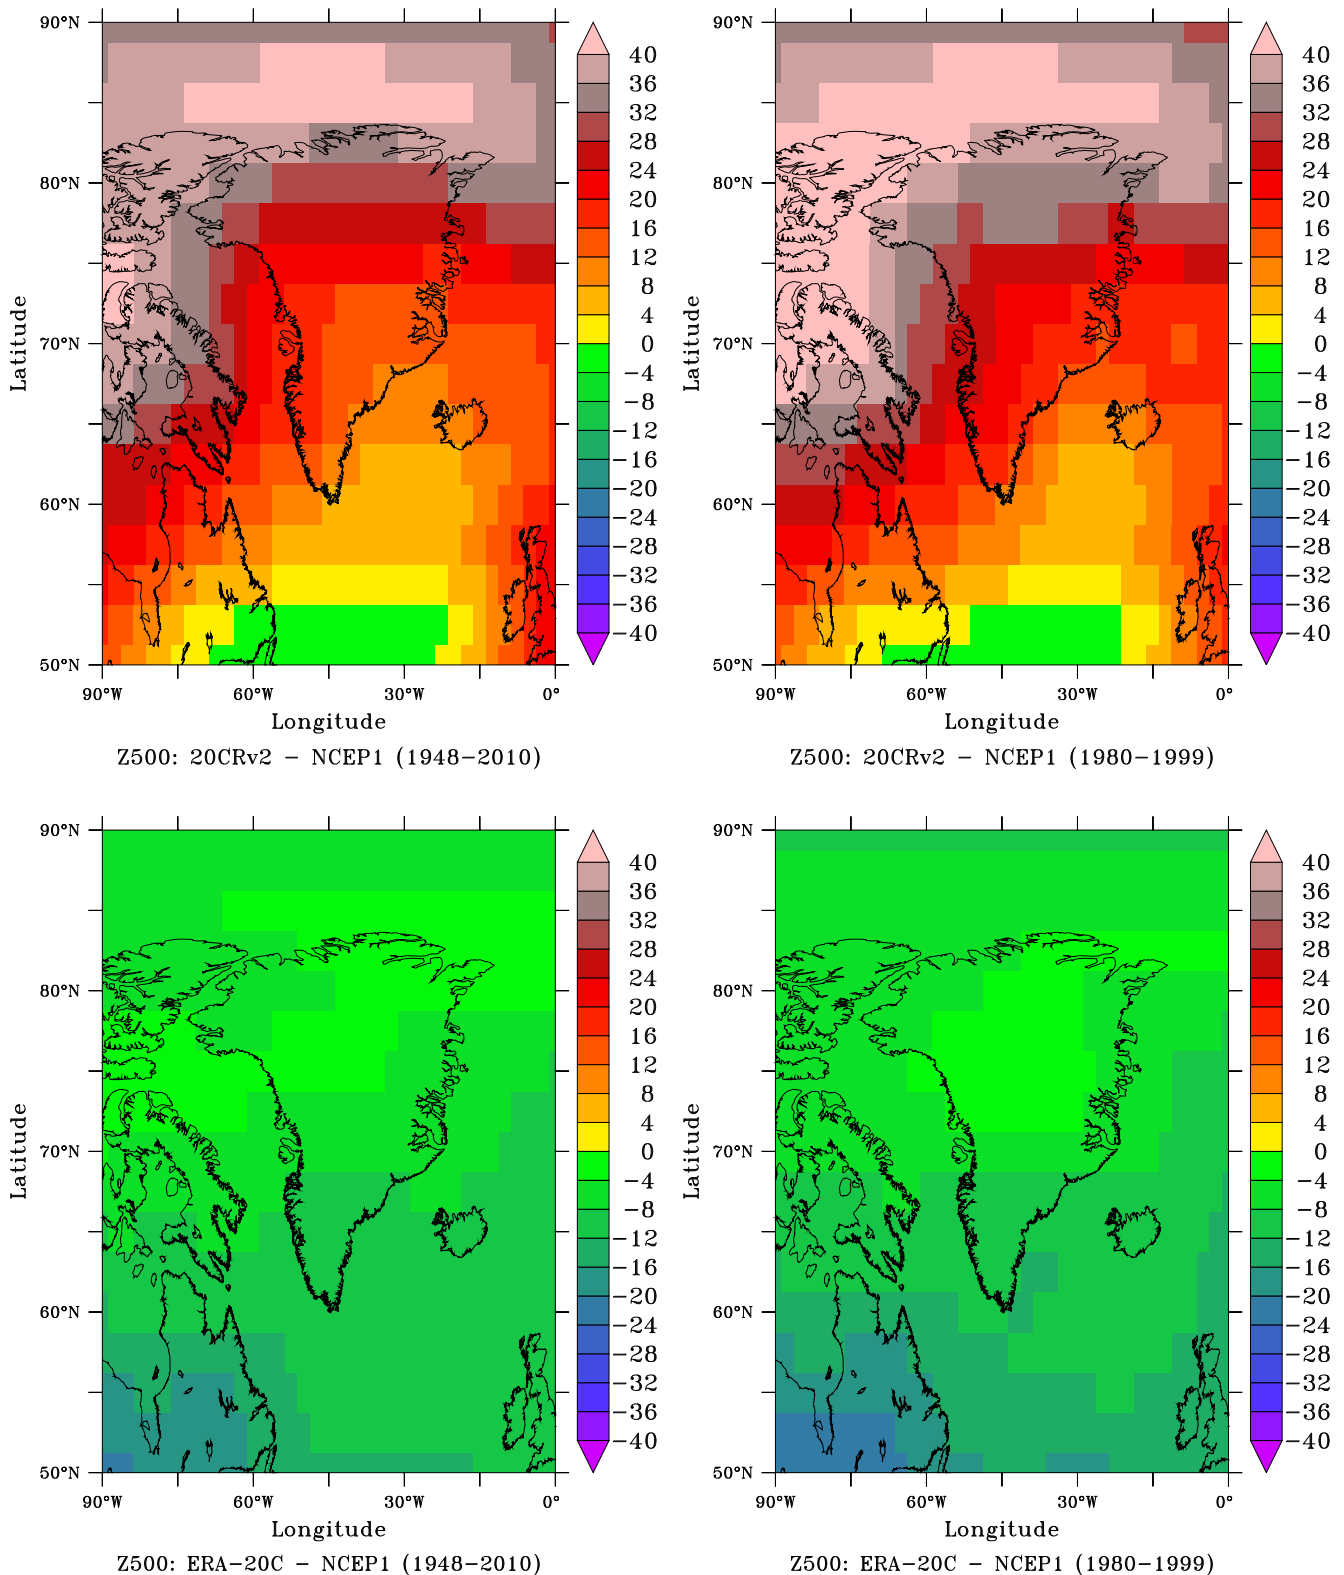 90°N
80°N
70°N
60°N
50°N
Latitude
90°W
60°W
30°W
0°
Longitude
40
36
32
28
24
20
16
12
8
4
0
−4
−8
−12
−16
−20
−24
−28
−32
−36
−40
Z500: 20CRv2 − NCEP1 (1948−2010)
90°N
80°N
70°N
60°N
50°N
Latitude
90°W
60°W
30°W
0°
Longitude
40
36
32
28
24
20
16
12
8
4
0
−4
−8
−12
−16
−20
−24
−28
−32
−36
−40
Z500: 20CRv2 − NCEP1 (1980−1999)
90°N
80°N
70°N
60°N
50°N
Latitude
90°W
60°W
30°W
0°
Longitude
40
36
32
28
24
20
16
12
8
4
0
−4
−8
−12
−16
−20
−24
−28
−32
−36
−40
Z500: ERA−20C − NCEP1 (1948−2010)
90°N
80°N
70°N
60°N
50°N
Latitude
90°W
60°W
30°W
0°
Longitude
40
36
32
28
24
20
16
12
8
4
0
−4
−8
−12
−16
−20
−24
−28
−32
−36
−40
Z500: ERA−20C − NCEP1 (1980−1999)